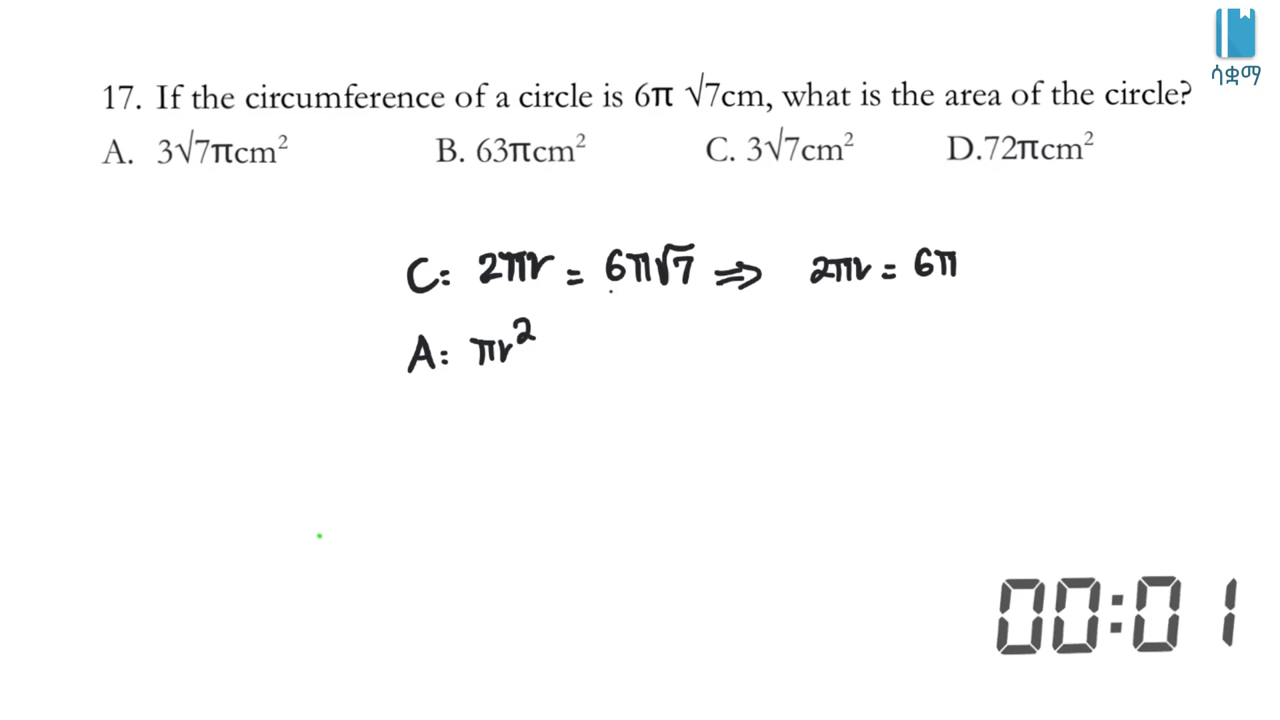 ሳቋማ
17. If the circumference of a circle is 6π √7cm, what is the area of the circle?
A. 3√7πcm² B. 63πcm² C. 3√7cm² D.72πcm²
C= 2πr = 6π√7 ⇒ 2πr = 6π
A= πr²
00:01